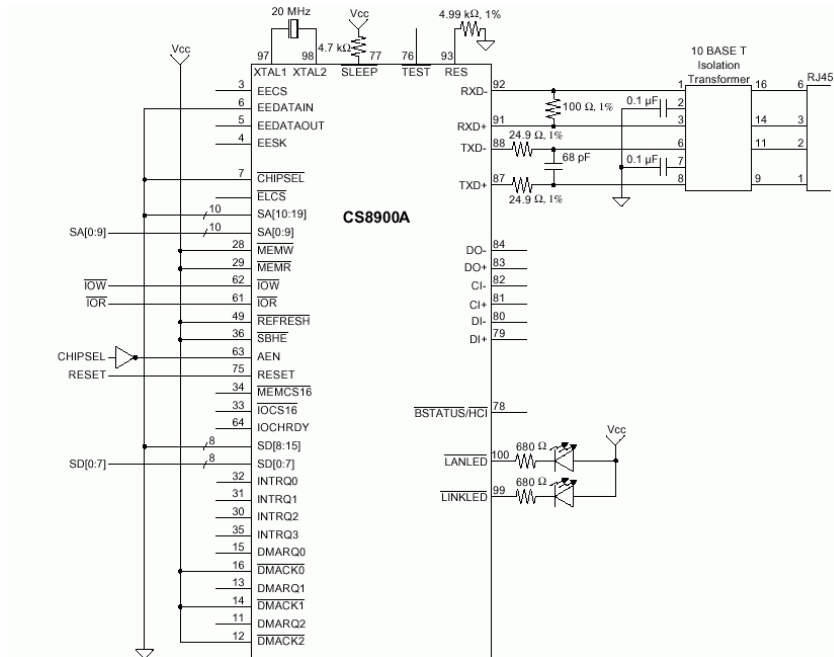 20 MHz
Vcc
4.99 kΩ, 1%
Vcc
4.7 kΩ
97
98
77
76
93
XTAL1
XTAL2
SLEEP
TEST
RES
10 BASE T
Isolation
Transformer
RJ45
3
EECS
6
EEDATAIN
5
EEDATAOUT
4
EESK
7
CHIPSEL
ELCS
10
SA[10:19]
SA[0:9]
10
SA[0:9]
28
MEMW
29
MEMR
IOW
62
IOW
IOR
61
IOR
49
REFRESH
36
SBHE
CHIPSEL
63
AEN
RESET
75
RESET
34
MEMCS16
33
IOCS16
64
IOCHRDY
8
SD[8:15]
SD[0:7]
8
SD[0:7]
32
INTRQ0
31
INTRQ1
30
INTRQ2
35
INTRQ3
15
DMARQ0
16
DMACK0
13
DMARQ1
14
DMACK1
11
DMARQ2
12
DMACK2
CS8900A
RXD-
92
1
16
6
100 Ω, 1%
0.1 µF
2
RXD+
91
3
14
3
24.9 Ω, 1%
TXD-
88
6
11
2
68 pF
0.1 µF
7
TXD+
87
8
9
1
24.9 Ω, 1%
DO-
84
DO+
83
CI-
82
CI+
81
DI-
80
DI+
79
BSTATUS/HCI
78
Vcc
LANLED
100
680 Ω
LINKLED
99
680 Ω